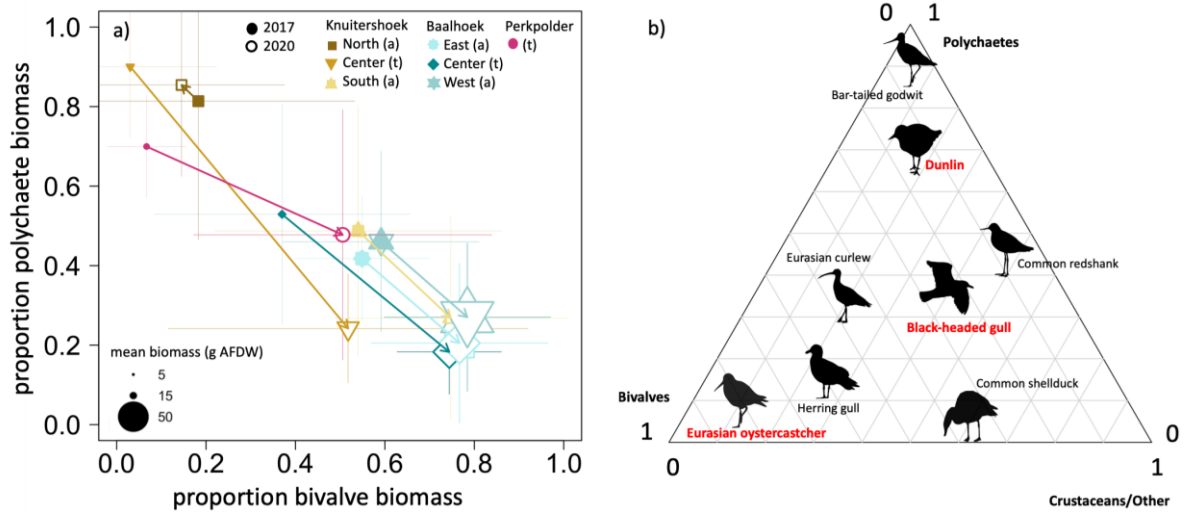 a)
2017
2020
Knuitershoek
North (a)
Center (t)
South (a)
Baalhoek
East (a)
Center (t)
West (a)
Perkpolder
(t)
1.0
0.8
0.6
0.4
0.2
0.0
proportion polychaete biomass
mean biomass (g AFDW)
5
15
50
0.0 0.2 0.4 0.6 0.8 1.0
proportion bivalve biomass
b)
0 1
Polychaetes
Bar-tailed godwit
Dunlin
Eurasian curlew
Common redshank
Black-headed gull
Bivalves
Herring gull
Common shellduck
Eurasian oystercastcher
1 0
0 1
Crustaceans/Other